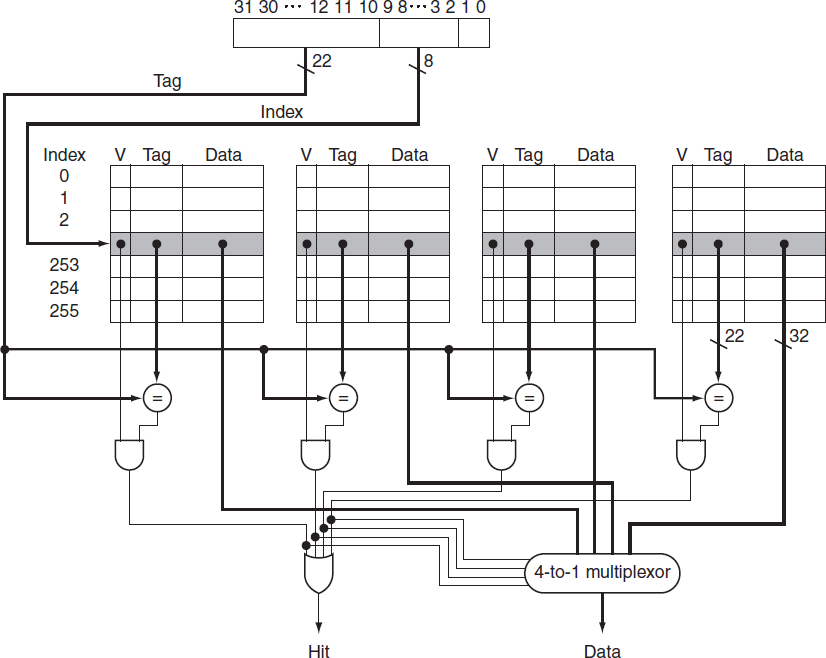 31 30 ··· 12 11 10 9 8 ··· 3 2 1 0
22
8
Tag
Index
Index
V Tag Data
V Tag Data
V Tag Data
V Tag Data
0
1
2
253
254
255
22
32
=
=
=
=
4-to-1 multiplexor
Hit
Data